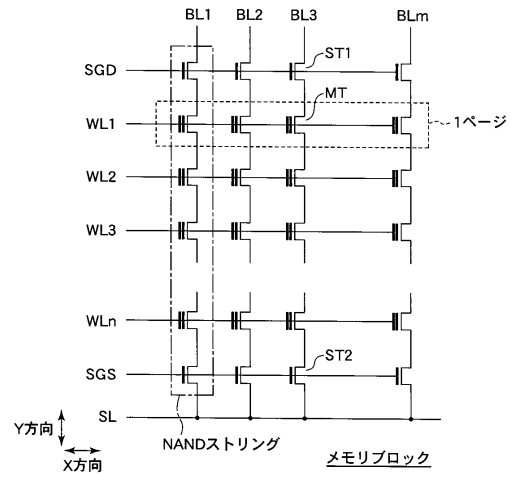 BL1 BL2 BL3 BLm
SGD
ST1
MT
WL1
1ページ
WL2
WL3
WLn
ST2
SGS
SL
Y方向
X方向
NANDストリング
メモリブロック